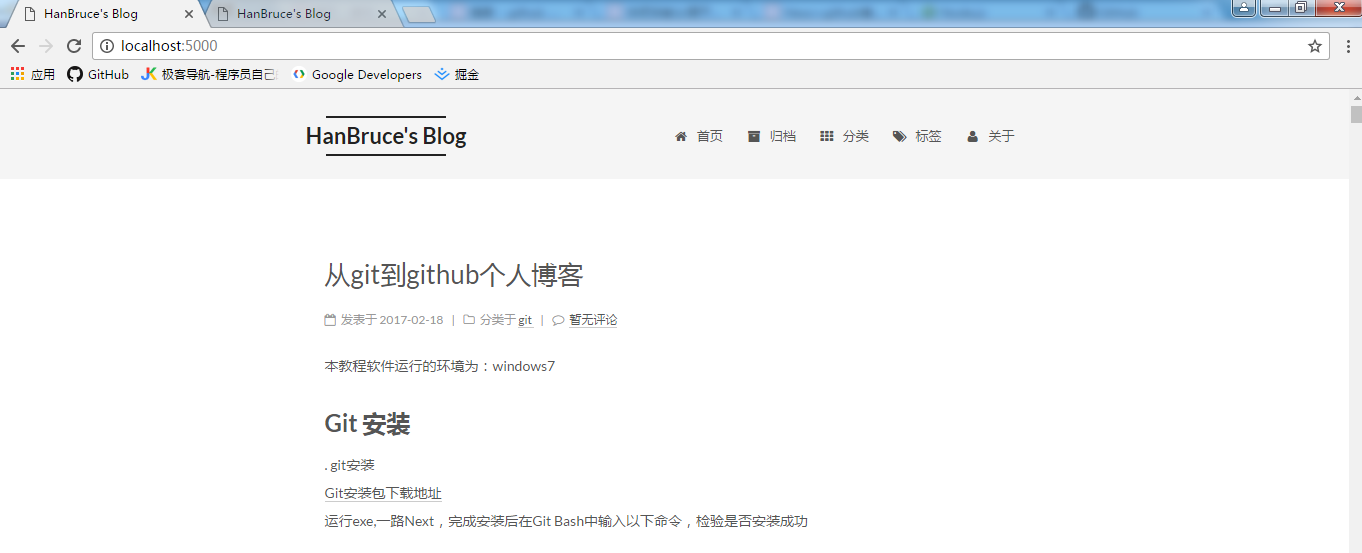 HanBruce's Blog
HanBruce's Blog
localhost:5000
应用
GitHub
极客导航-程序员自己
Google Developers
掘金
HanBruce's Blog
首页
归档
分类
标签
关于
从git到github个人博客
发表于 2017-02-18 | 分类于 git | 暂无评论
本教程软件运行的环境为：windows7
Git 安装
. git安装
Git安装包下载地址
运行exe,一路Next，完成安装后在Git Bash中输入以下命令，检验是否安装成功